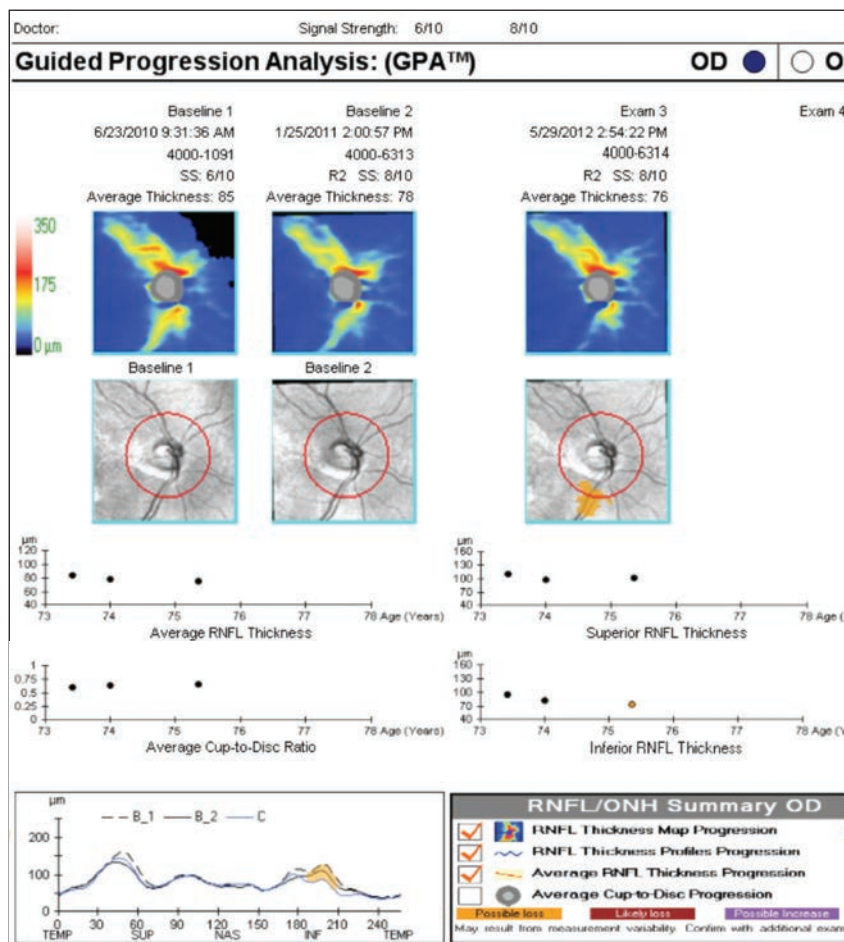 Doctor: Signal Strength: 6/10 8/10
Guided Progression Analysis: (GPA™) OD O
Baseline 1 Baseline 2 Exam 3 Exam 4
6/23/2010 9:31:36 AM 1/25/2011 2:00:57 PM 5/29/2012 2:54:22 PM
4000-1091 4000-6313 4000-6314
SS: 6/10 R2 SS: 8/10 R2 SS: 8/10
Average Thickness: 85 Average Thickness: 78 Average Thickness: 76
350
175
0 µm
Baseline 1 Baseline 2
µm µm
120 160
100 130
80 100
60 70
40 40
73 74 75 76 77 78 Age (Years) 73 74 75 76 77 78 Age (
Average RNFL Thickness Superior RNFL Thickness
µm
1 160
0.75 130
0.5 100
0.25 70
0 40
73 74 75 76 77 78 Age (Years) 73 74 75 76 77 78 Age (Y
Average Cup-to-Disc Ratio Inferior RNFL Thickness
µm
B_1 B_2 C
200
100
0
0 30 60 90 120 150 180 210 240
TEMP SUP NAS INF TEMP
RNFL/ONH Summary OD
RNFL Thickness Map Progression
RNFL Thickness Profiles Progression
Average RNFL Thickness Progression
Average Cup-to-Disc Progression
Possible loss Likely loss Possible Increase
May result from measurement variability. Confirm with additional exam